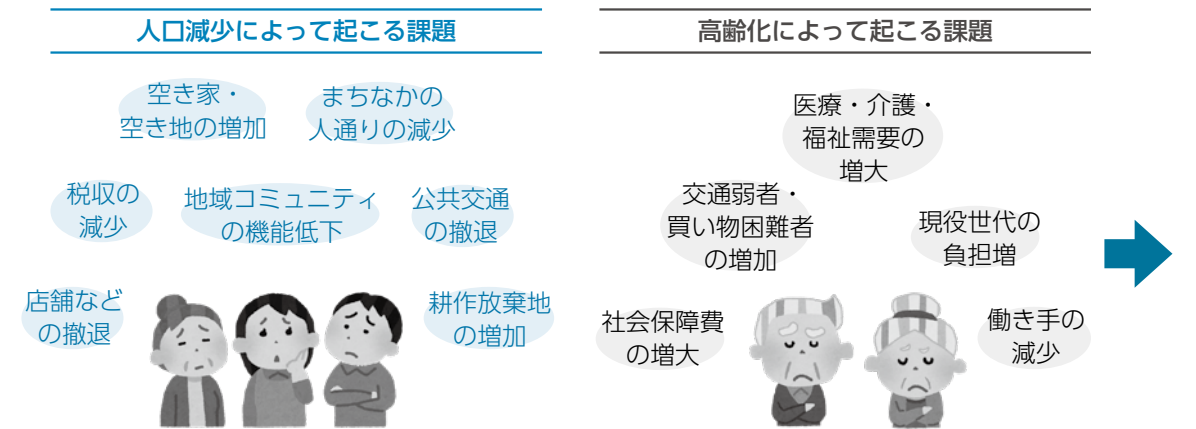 人口減少によって起こる課題
空き家・
空き地の増加
まちなかの
人通りの減少
税収の
減少
地域コミュニティ
の機能低下
公共交通
の撤退
店舗など
の撤退
耕作放棄地
の増加
高齢化によって起こる課題
医療・介護・
福祉需要の
増大
交通弱者・
買い物困難者
の増加
現役世代の
負担増
社会保障費
の増大
働き手の
減少